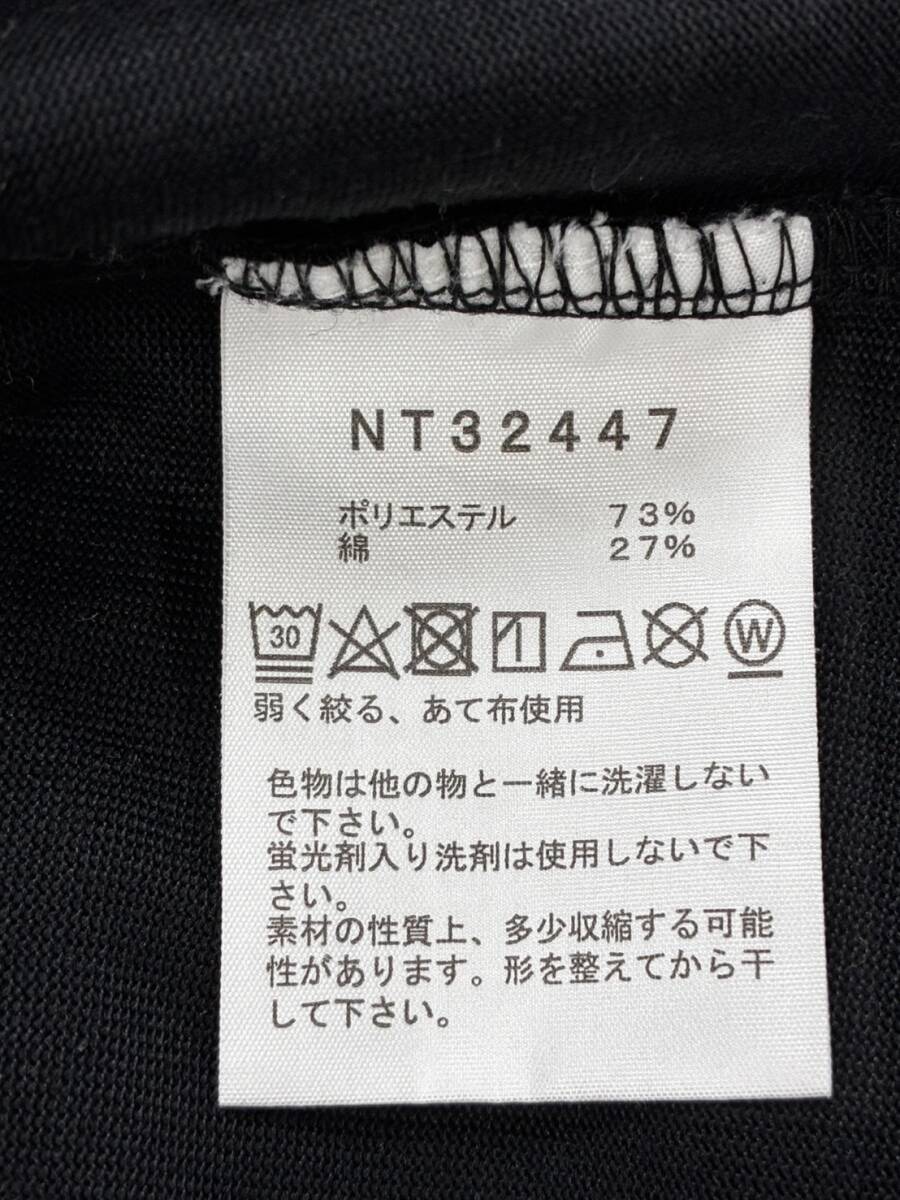 NT32447
ポリエステル 73%
綿 27%
30 W
弱く絞る、あて布使用
色物は他の物と一緒に洗濯しない
で下さい。
蛍光剤入り洗剤は使用しないで下
さい。
素材の性質上、多少収縮する可能
性があります。形を整えてから干
して下さい。